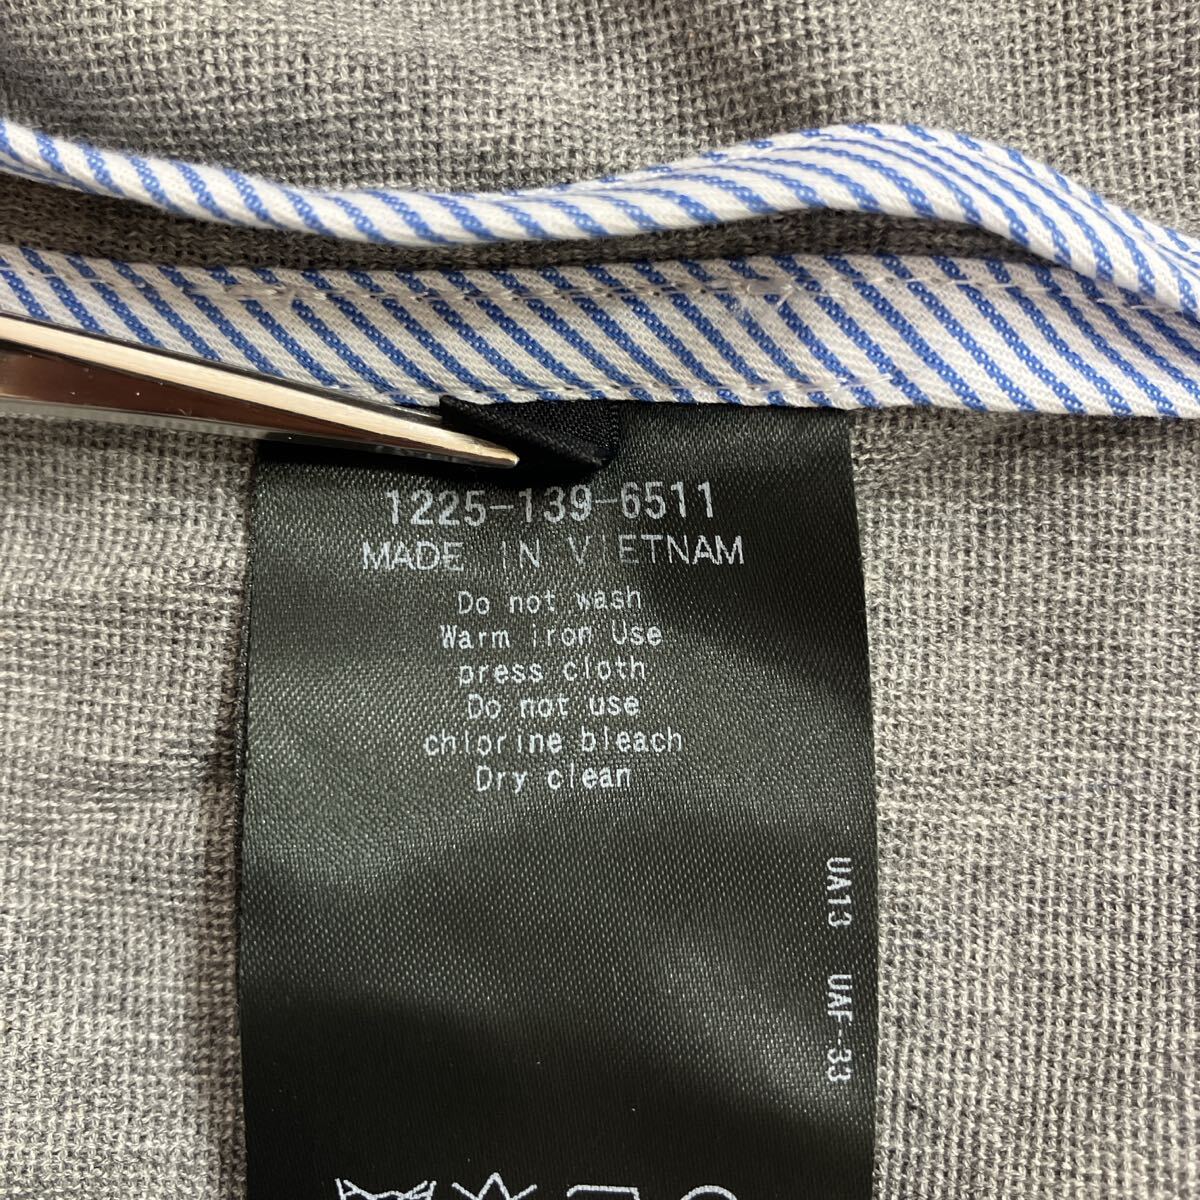 1225-139-6511
MADE IN VIETNAM
Do not wash
Warm iron Use
press cloth
Do not use
chlorine bleach
Dry clean
UA13 UAF-33